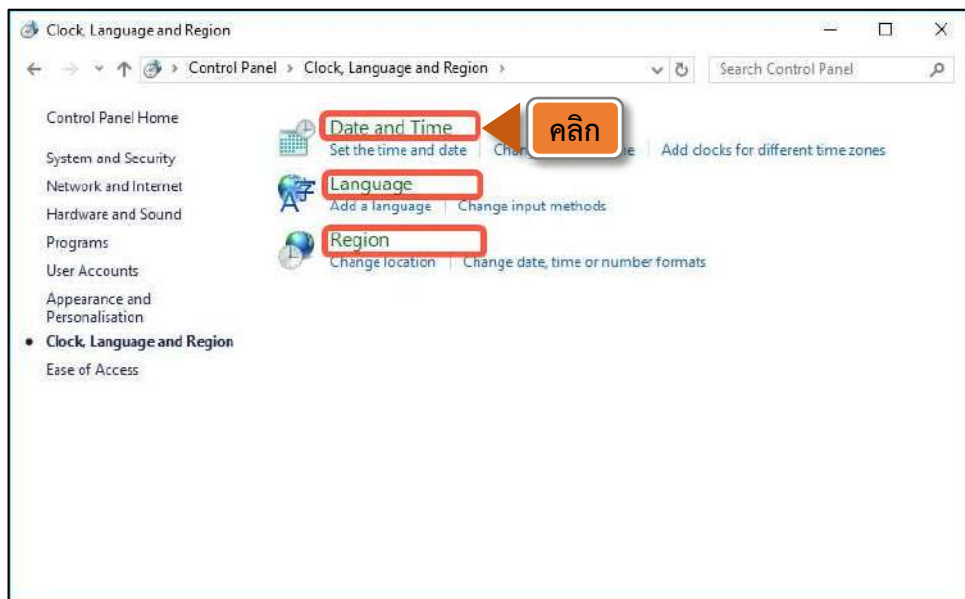 Clock, Language and Region
Control Panel › Clock, Language and Region ›
Search Control Panel
Control Panel Home
System and Security
Network and Internet
Hardware and Sound
Programs
User Accounts
Appearance and
Personalisation
Clock, Language and Region
Ease of Access
Date and Time
คลิก
Set the time and date
Add clocks for different time zones
Language
Add a language
Change input methods
Region
Change location
Change date, time or number formats